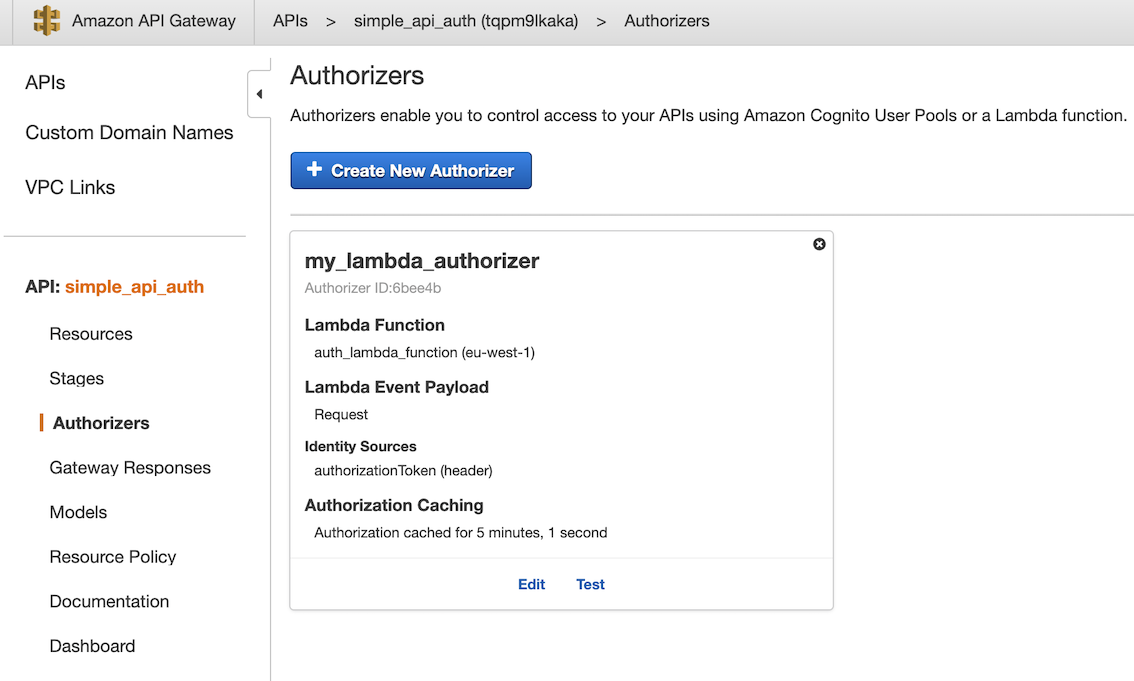 Amazon API Gateway
APIs > simple_api_auth (tqpm9lkaka) > Authorizers
APIs
Custom Domain Names
VPC Links
API: simple_api_auth
Resources
Stages
Authorizers
Gateway Responses
Models
Resource Policy
Documentation
Dashboard
Authorizers
Authorizers enable you to control access to your APIs using Amazon Cognito User Pools or a Lambda function.
+ Create New Authorizer
my_lambda_authorizer
Authorizer ID:6bee4b
Lambda Function
auth_lambda_function (eu-west-1)
Lambda Event Payload
Request
Identity Sources
authorizationToken (header)
Authorization Caching
Authorization cached for 5 minutes, 1 second
Edit Test